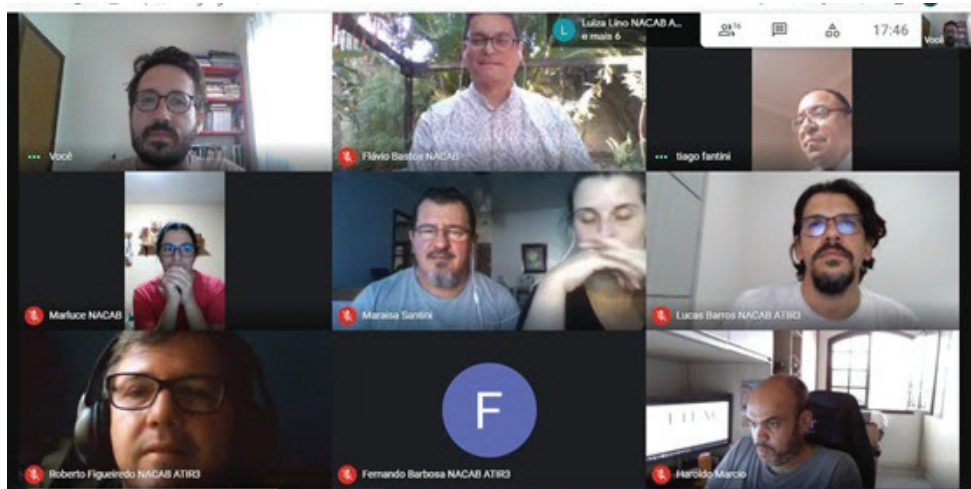 L
Luiza Lino NACAB A...
e mais 6
16
17:46
Você
Você
Flávio Bastos NACAB
tiago fantini
Marluce NACAB
Maraisa Santini
Lucas Barros NACAB ATIR3
Roberto Figueiredo NACAB ATIR3
F
Fernando Barbosa NACAB ATIR3
Haroldo Marcio